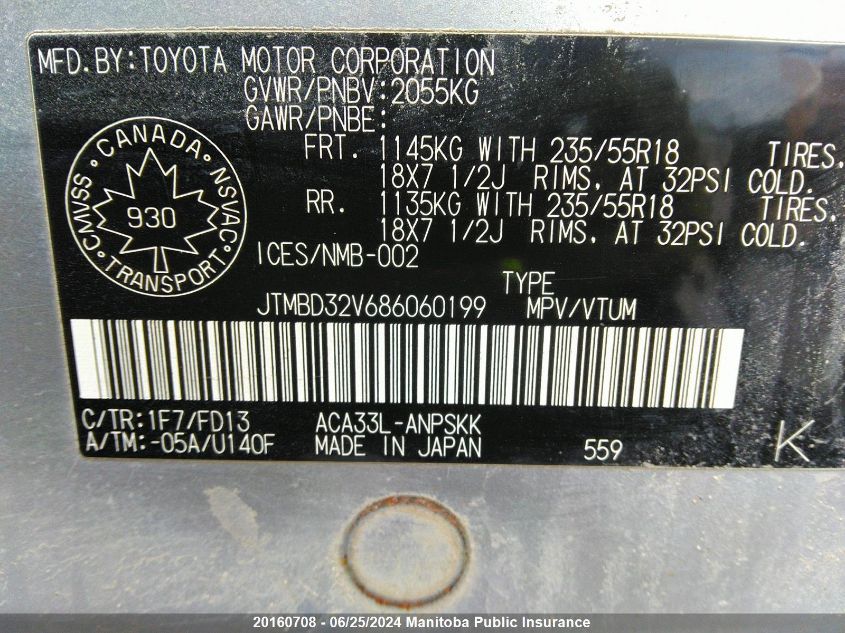 MFD.BY:TOYOTA MOTOR CORPORATION
GVWR/PNBV:2055KG
GAWR/PNBE:
FRT. 1145KG WITH 235/55R18 TIRES,
18X7 1/2J RIMS, AT 32PSI COLD.
RR. 1135KG WITH 235/55R18 TIRES,
18X7 1/2J RIMS, AT 32PSI COLD.
CANADA
CMVSS NSVAC
930
TRANSPORT
ICES/NMB-002
TYPE
JTMBD32V686060199 MPV/VTUM
C/TR:1F7/FD13 ACA33L-ANPSKK
A/TM:-05A/U140F MADE IN JAPAN 559 K
20160708 - 06/25/2024 Manitoba Public Insurance